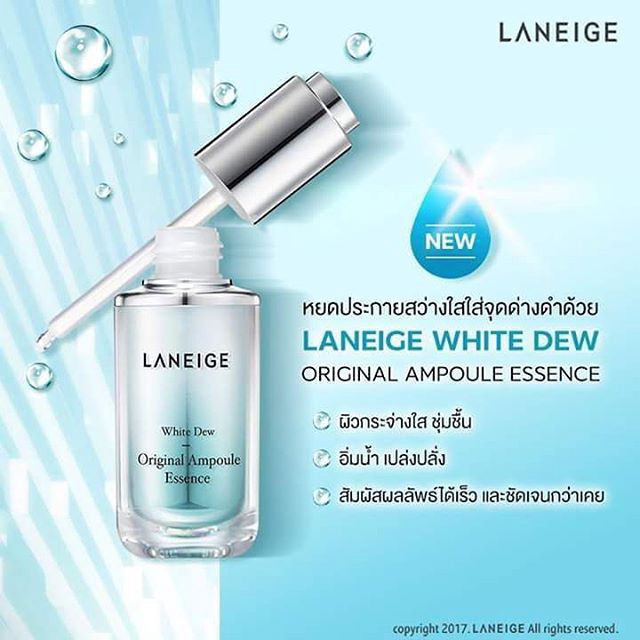 LANEIGE
NEW
หยดประกายสว่างใสใส่จุดด่างดำด้วย
LANEIGE WHITE DEW
ORIGINAL AMPOULE ESSENCE
ผิวกระจ่างใส ชุ่มชื้น
อิ่มน้ำ เปล่งปลั่ง
สัมผัสผลลัพธ์ได้เร็ว และชัดเจนกว่าเคย
LANEIGE
White Dew
Original Ampoule
Essence
copyright 2017. LANEIGE All rights reserved.